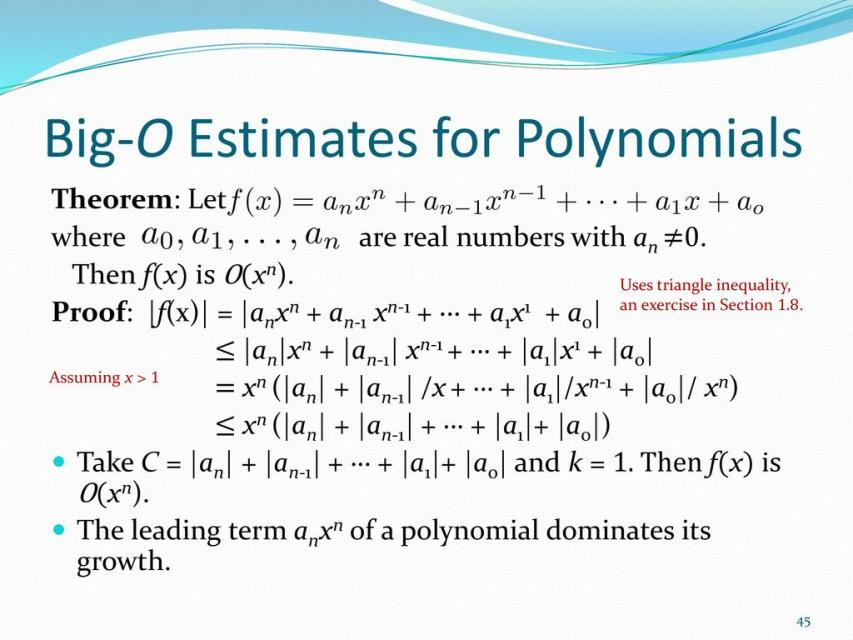 Big-O Estimates for Polynomials
Theorem: Let f(x) = aₙxⁿ + aₙ₋₁xⁿ⁻¹ + ··· + a₁x + aₒ
where a₀, a₁, . . . , aₙ are real numbers with aₙ ≠0.
Then f(x) is O(xⁿ).
Uses triangle inequality,
an exercise in Section 1.8.
Proof: |f(x)| = |aₙxⁿ + aₙ₋₁ xⁿ⁻¹ + ··· + a₁x¹ + a₀|
≤ |aₙ|xⁿ + |aₙ₋₁| xⁿ⁻¹ + ··· + |a₁|x¹ + |a₀|
Assuming x > 1
= xⁿ (|aₙ| + |aₙ₋₁| /x + ··· + |a₁|/xⁿ⁻¹ + |a₀|/ xⁿ)
≤ xⁿ (|aₙ| + |aₙ₋₁| + ··· + |a₁|+ |a₀|)
• Take C = |aₙ| + |aₙ₋₁| + ··· + |a₁|+ |a₀| and k = 1. Then f(x) is
O(xⁿ).
• The leading term aₙxⁿ of a polynomial dominates its
growth.
45